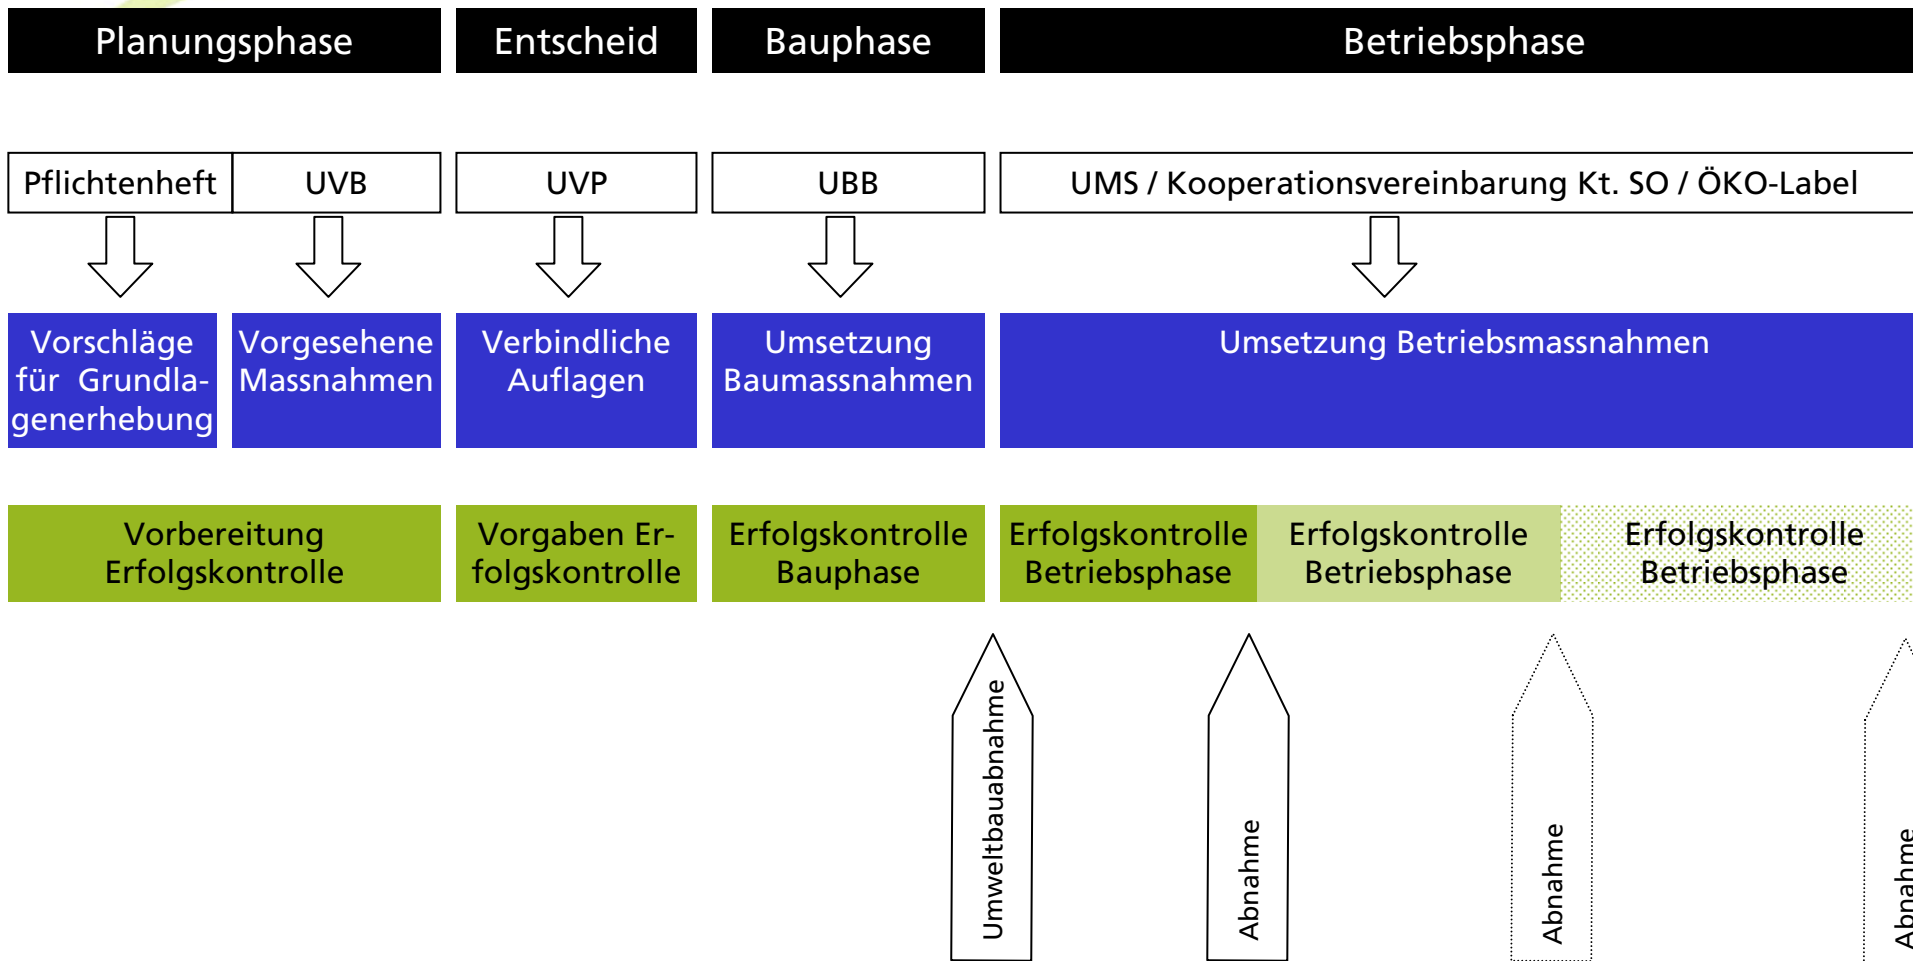 Planungsphase
Entscheid
Bauphase
Betriebsphase
Pflichtenheft
UVB
UVP
UBB
UMS / Kooperationsvereinbarung Kt. SO / ÖKO-Label
Vorschläge
für Grundla-
generhebung
Vorgesehene
Massnahmen
Verbindliche
Auflagen
Umsetzung
Baumassnahmen
Umsetzung Betriebsmassnahmen
Vorbereitung
Erfolgskontrolle
Vorgaben Er-
folgskontrolle
Erfolgskontrolle
Bauphase
Erfolgskontrolle
Betriebsphase
Erfolgskontrolle
Betriebsphase
Erfolgskontrolle
Betriebsphase
Umweltbauabnahme
Abnahme
Abnahme
Abnahme